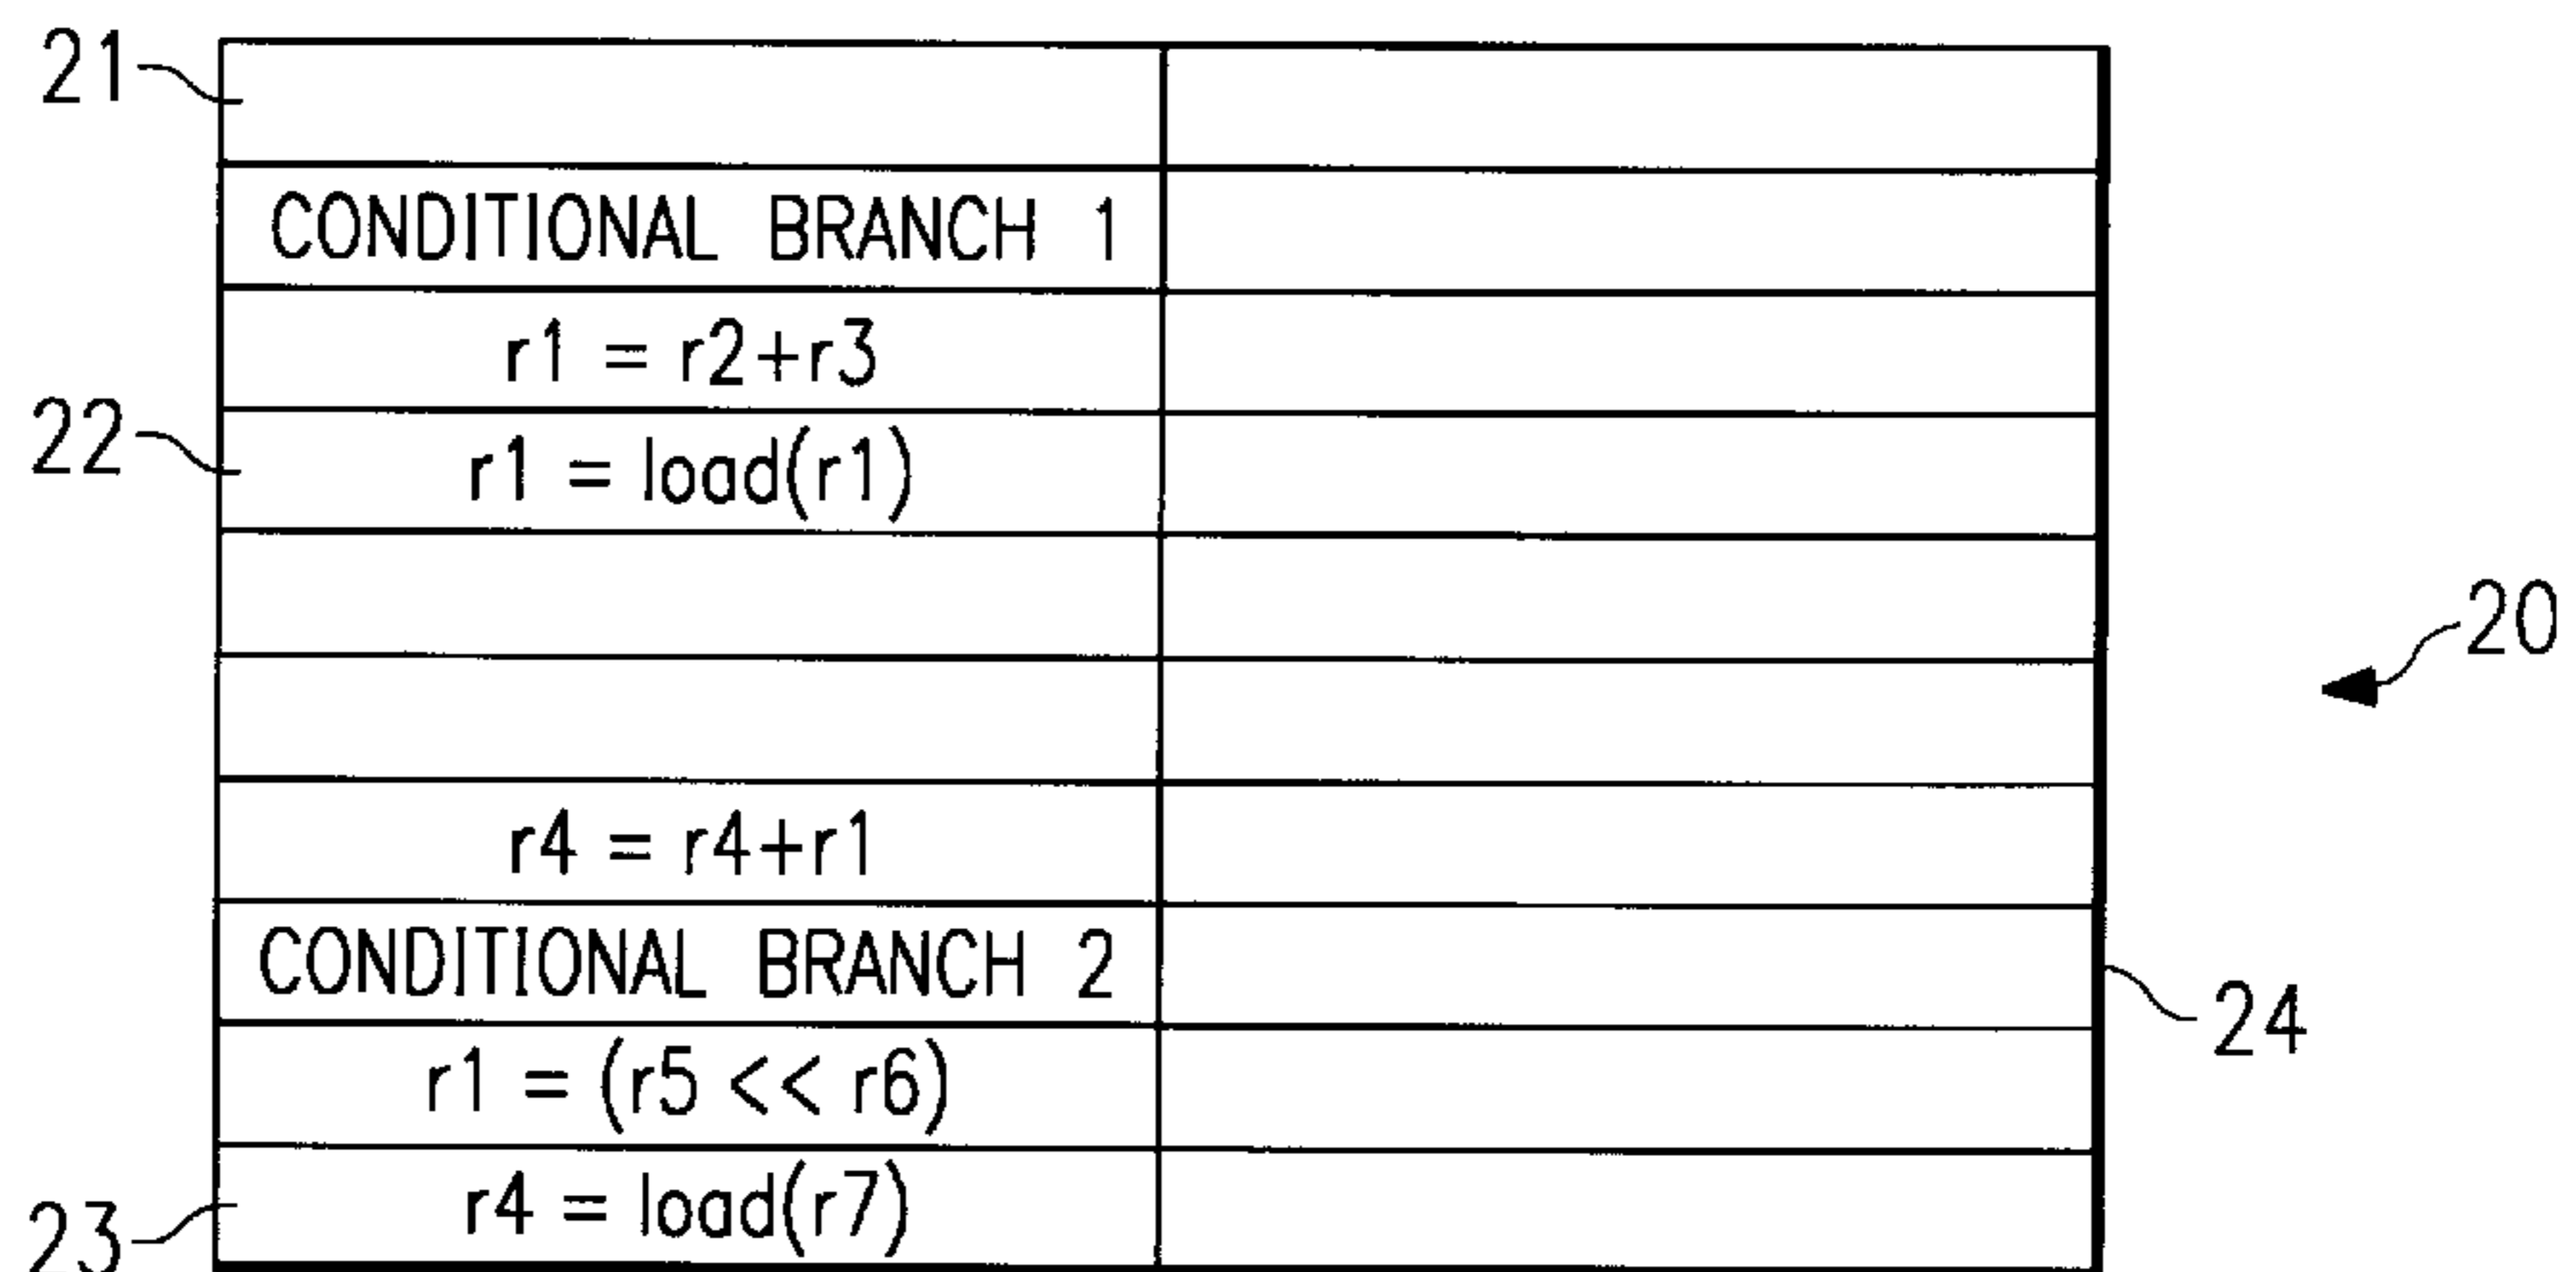 21
CONDITIONAL BRANCH 1
r1 = r2+r3
22
r1 = load(r1)
20
r4 = r4+r1
CONDITIONAL BRANCH 2
24
r1 = (r5 << r6)
r4 = load(r7)
23